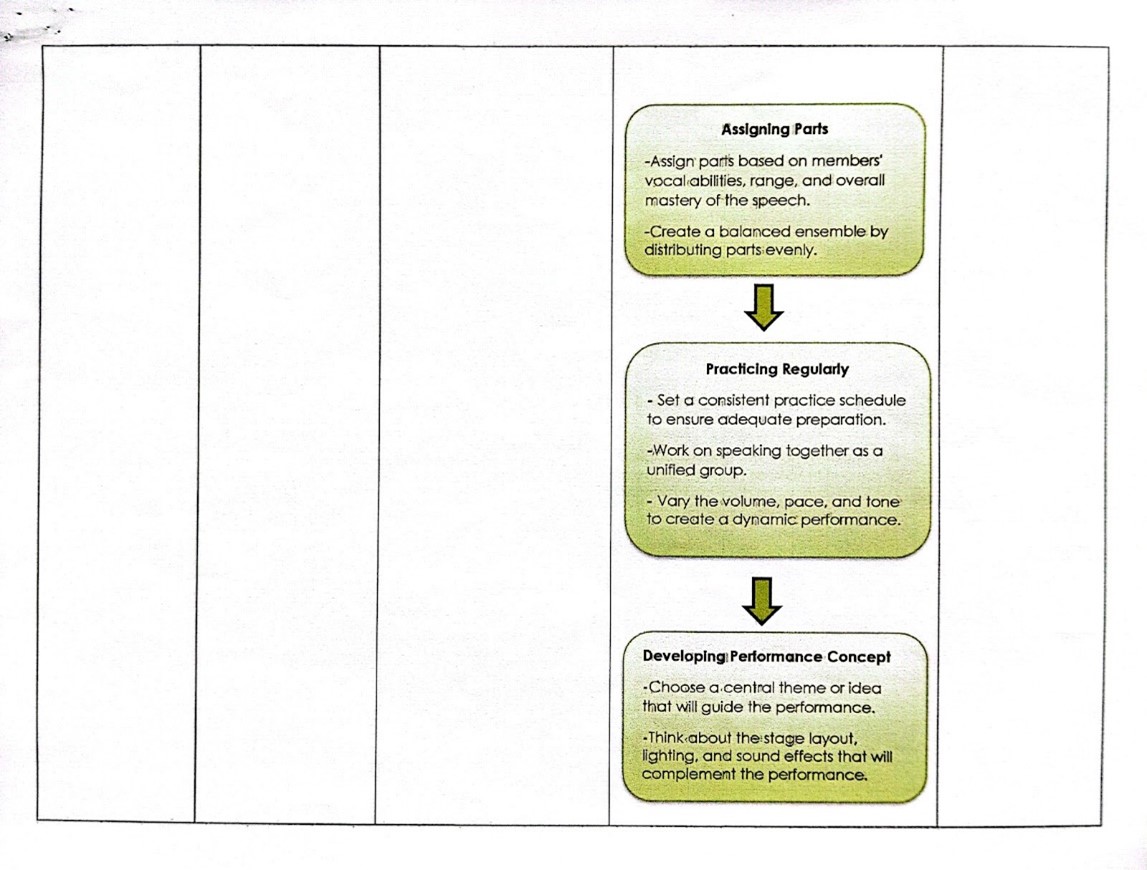 Assigning Parts
-Assign parts based on members'
vocal abilities, range, and overall
mastery of the speech.
-Create a balanced ensemble by
distributing parts evenly.
Practicing Regularly
- Set a consistent practice schedule
to ensure adequate preparation.
-Work on speaking together as a
unified group.
- Vary the volume, pace, and tone
to create a dynamic performance.
Developing Performance Concept
-Choose a central theme or idea
that will guide the performance.
-Think about the stage layout,
lighting, and sound effects that will
complement the performance.